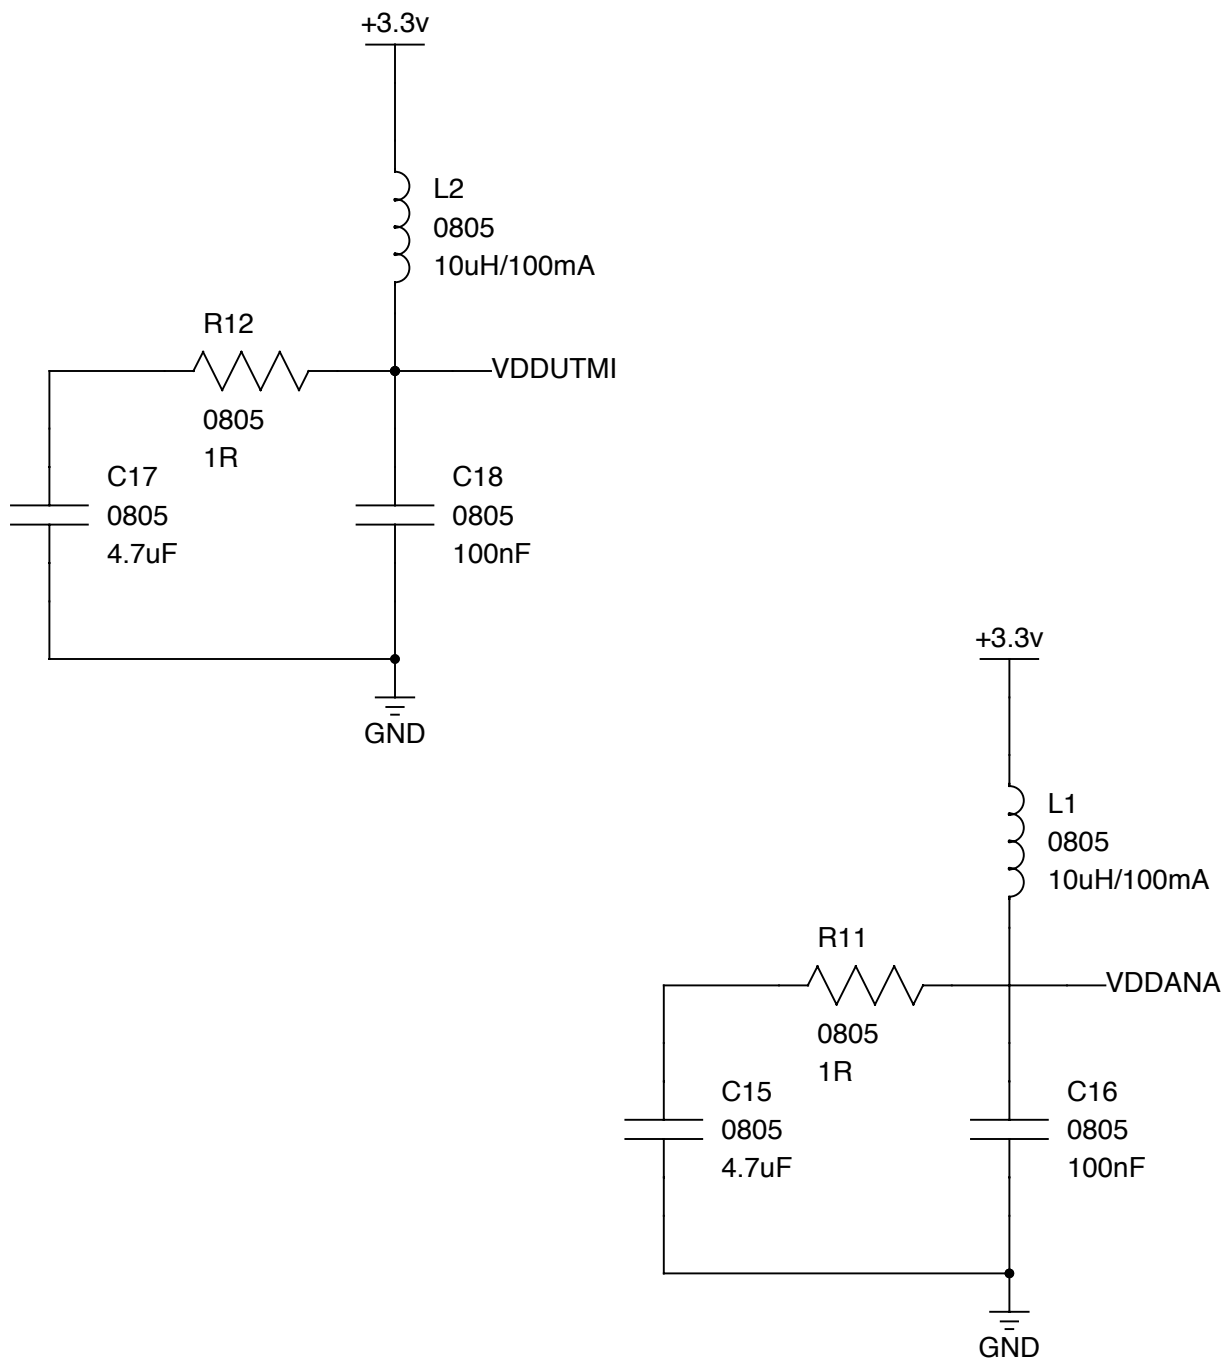 +3.3v
L2
0805
10uH/100mA
R12
VDDUTMI
0805
1R
C17
0805
4.7uF
C18
0805
100nF
GND
+3.3v
L1
0805
10uH/100mA
R11
VDDANA
0805
1R
C15
0805
4.7uF
C16
0805
100nF
GND